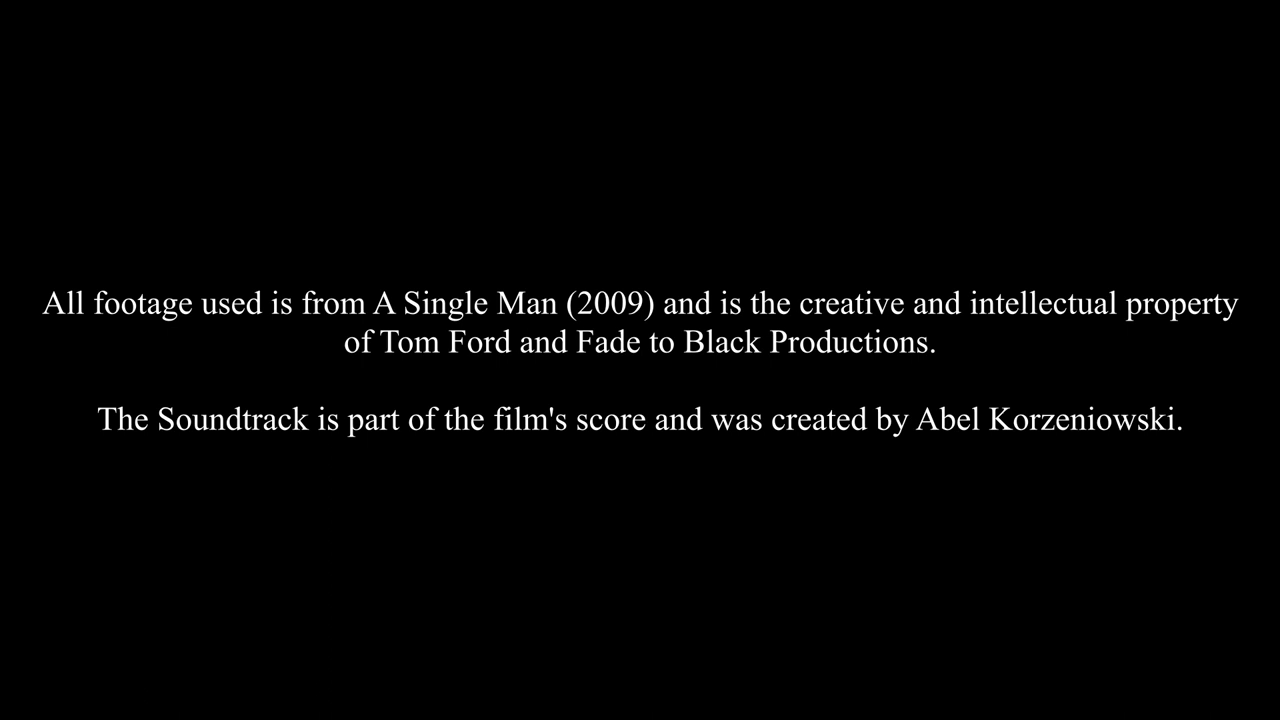 All footage used is from A Single Man (2009) and is the creative and intellectual property
of Tom Ford and Fade to Black Productions.
The Soundtrack is part of the film's score and was created by Abel Korzeniowski.